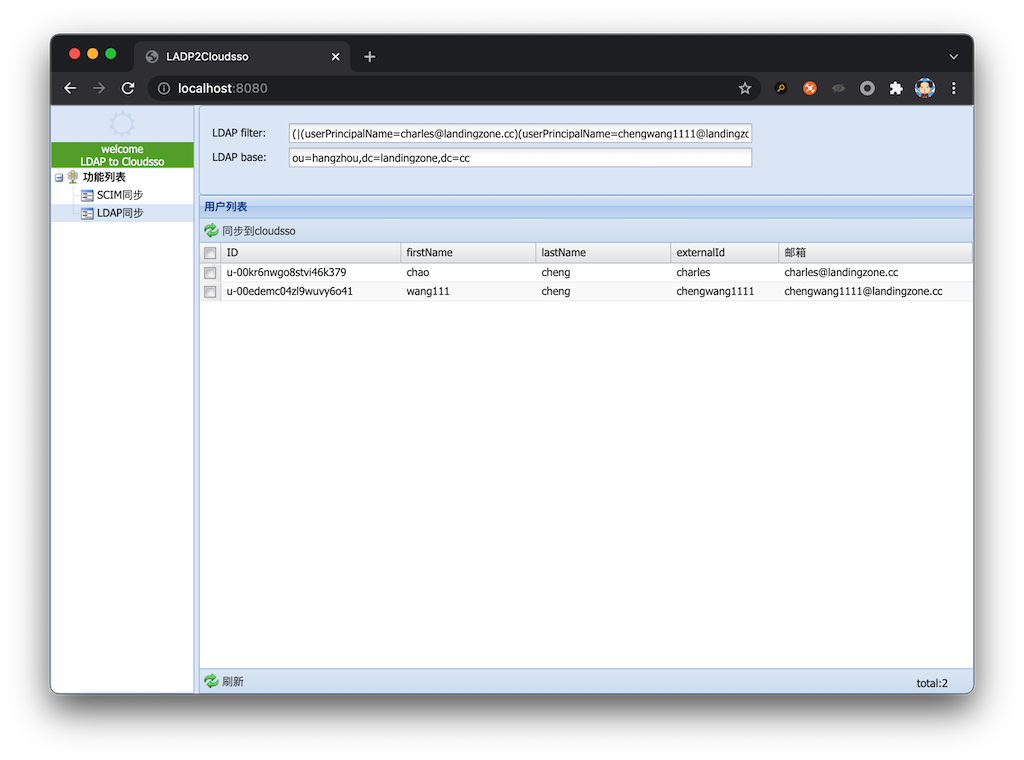 LADP2Cloudsso
localhost:8080
welcome
LDAP to Cloudsso
功能列表
SCIM同步
LDAP同步
LDAP filter: (|(userPrincipalName=charles@landingzone.cc)(userPrincipalName=chengwang1111@landingzc
LDAP base: ou=hangzhou,dc=landingzone,dc=cc
用户列表
同步到cloudsso
ID firstName lastName externalId 邮箱
u-00kr6nwgo8stvi46k379 chao cheng charles charles@landingzone.cc
u-00edemc04zl9wuvy6o41 wang111 cheng chengwang1111 chengwang1111@landingzone.cc
刷新 total:2